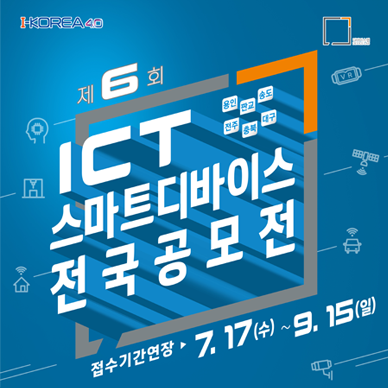 I-KOREA 4.0
제 6 회
ICT
용인 판교 송도
전주 충북 대구
스마트디바이스
전국공모전
접수기간연장 ▶ 7. 17(수) ~ 9. 15(일)
VR